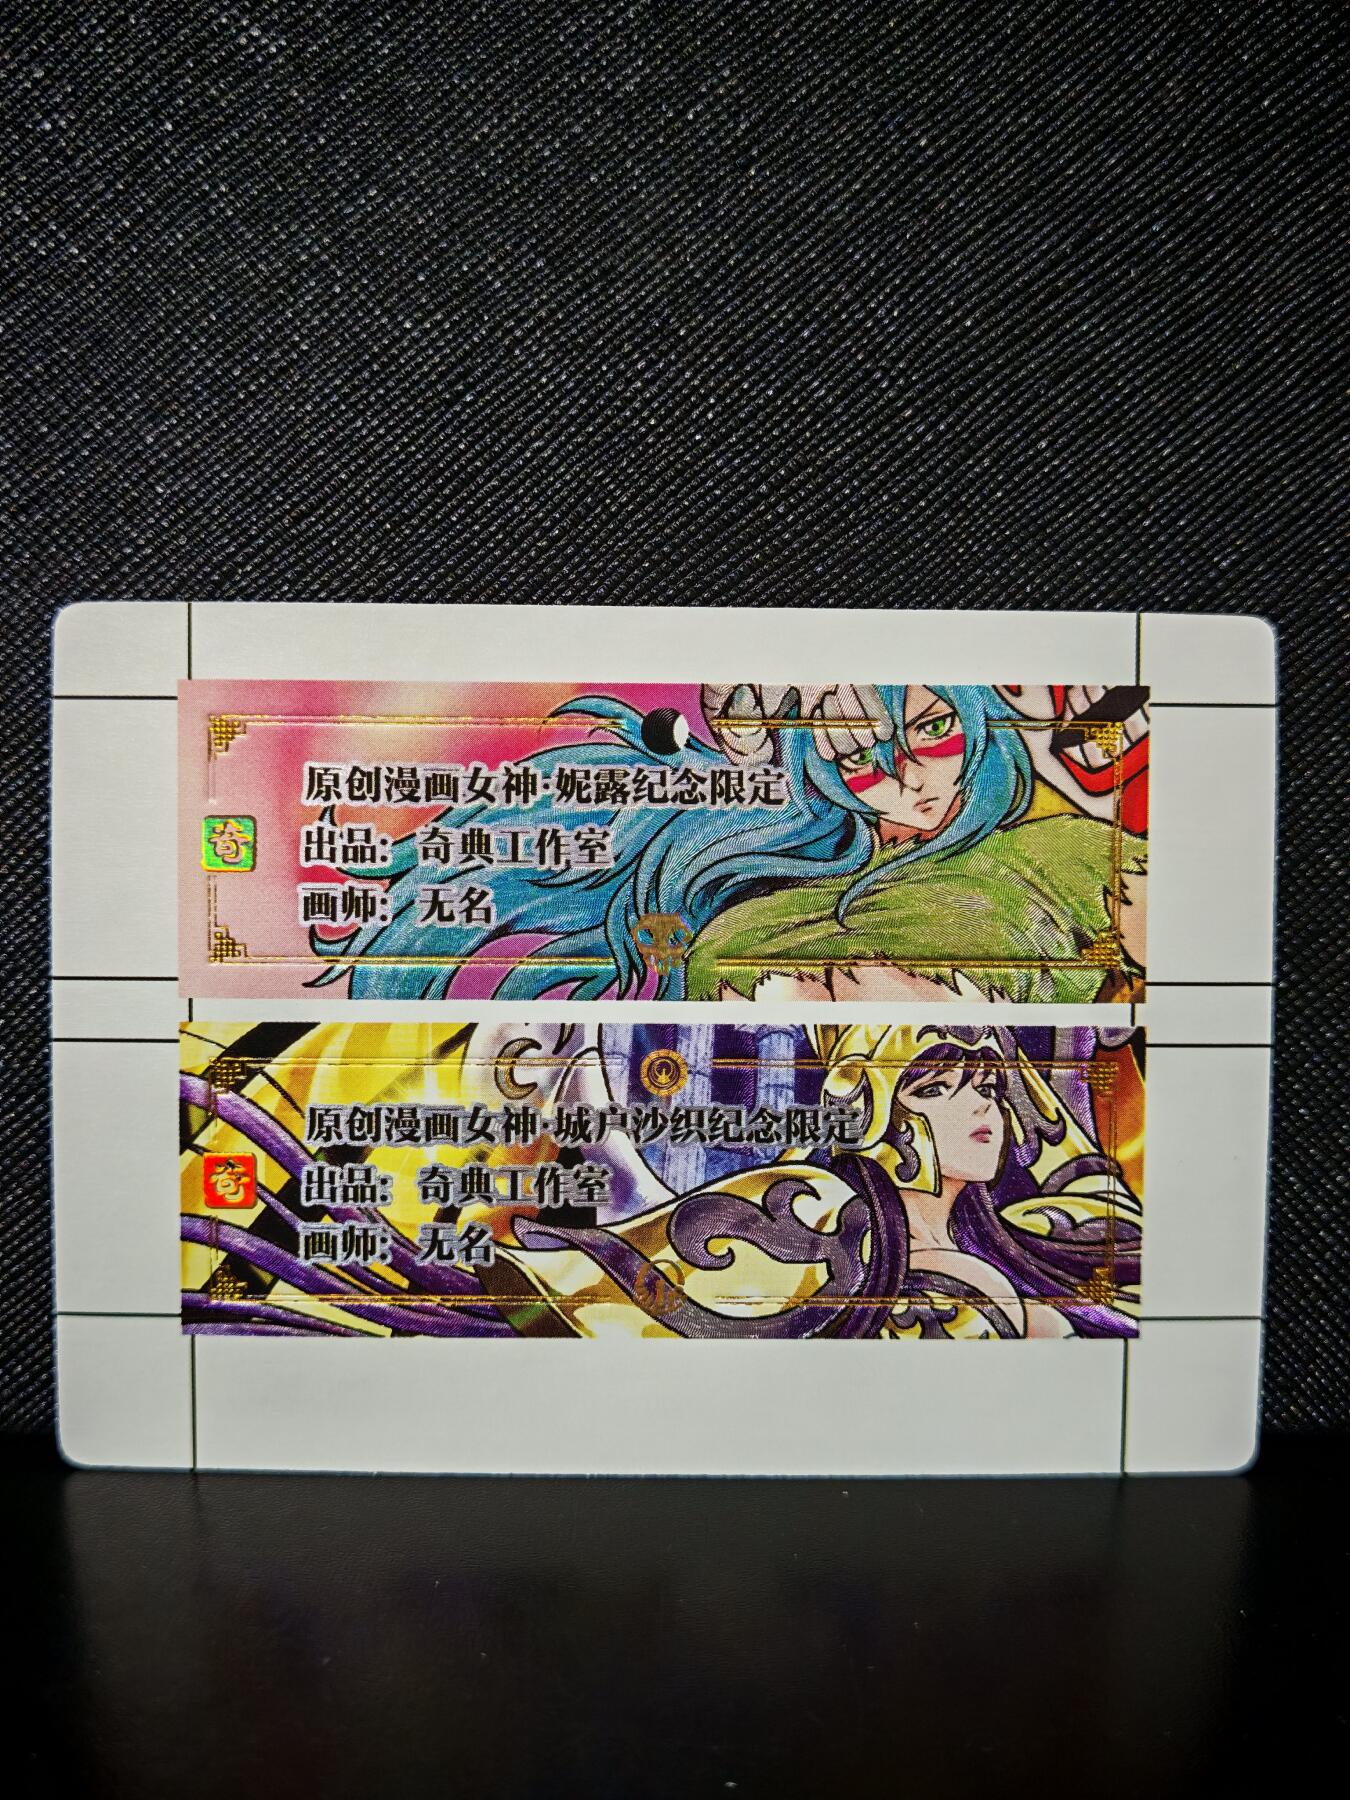 原创漫画女神·妮露纪念限定
奇
出品: 奇典工作室
画师: 无名
原创漫画女神·城户沙织纪念限定
奇
出品: 奇典工作室
画师: 无名